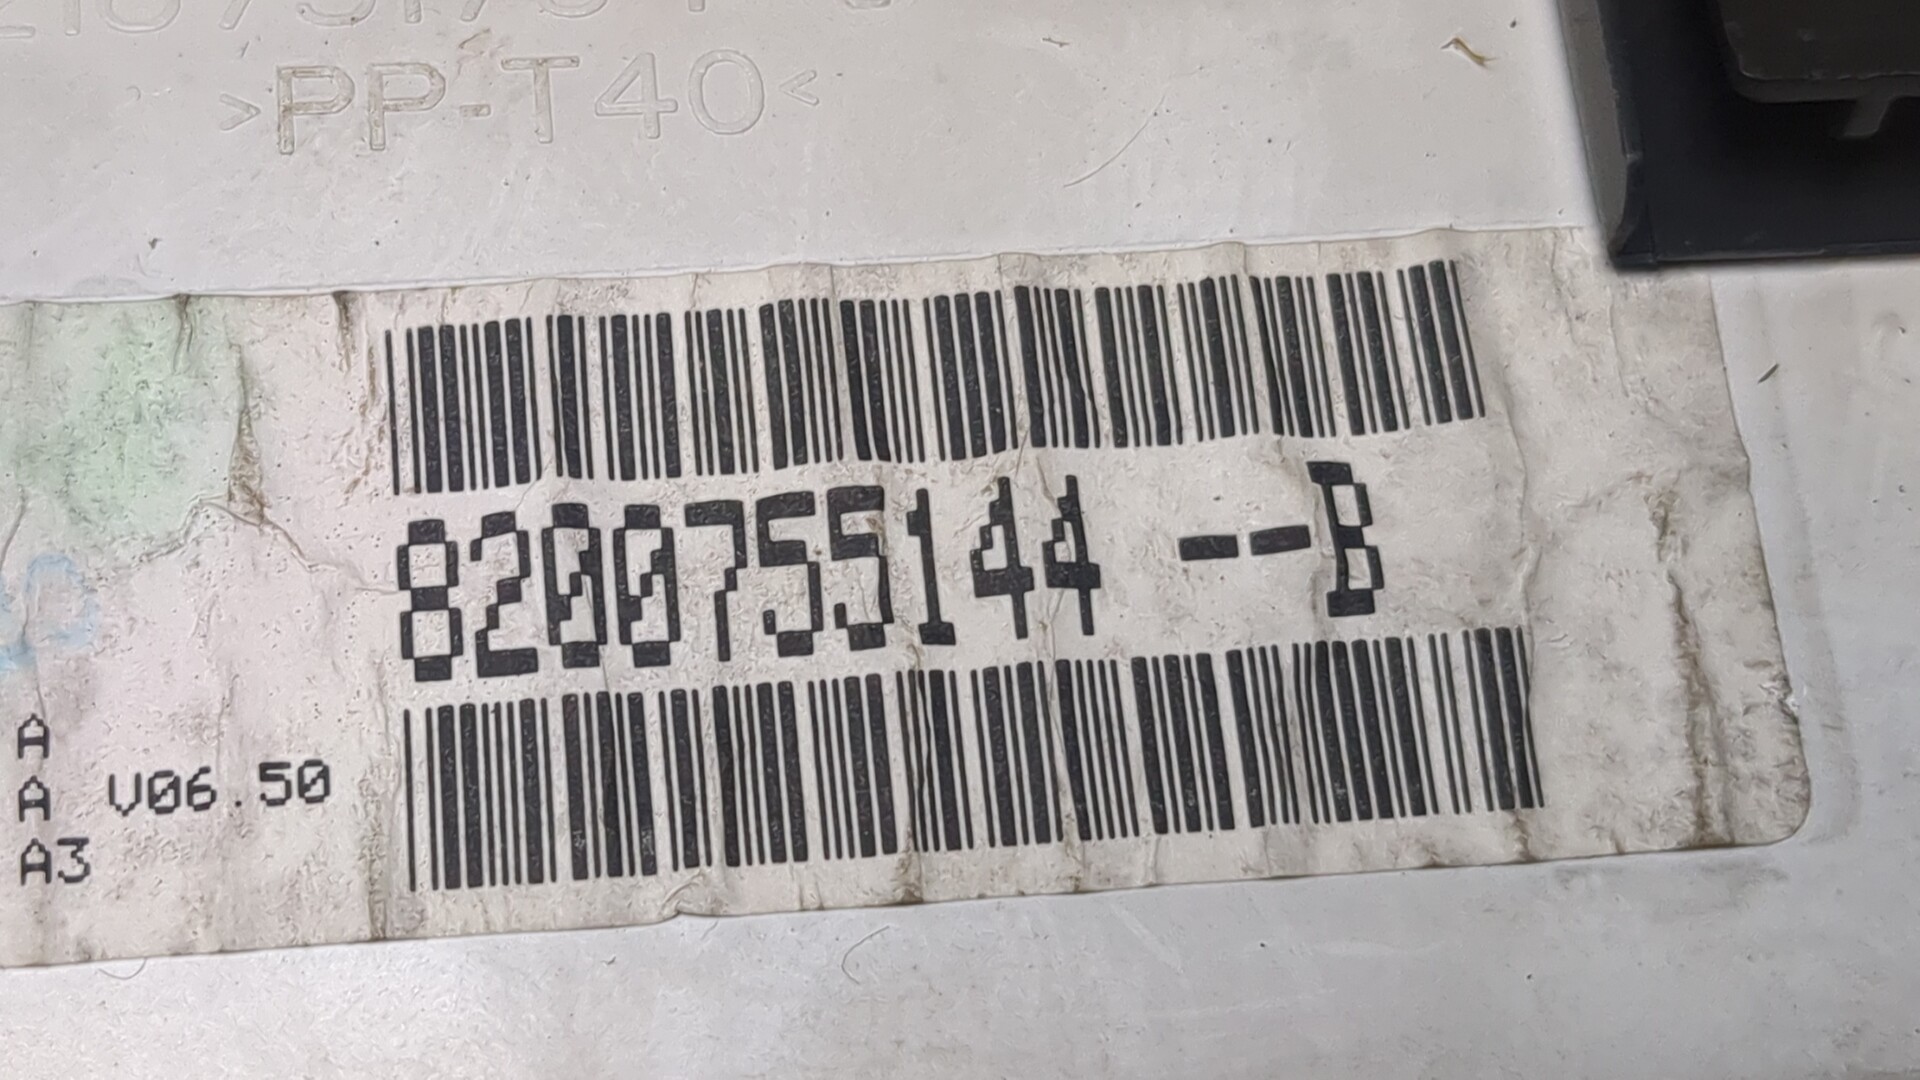 >PP-T40<
8200755144 --B
A
A V06.50
A3